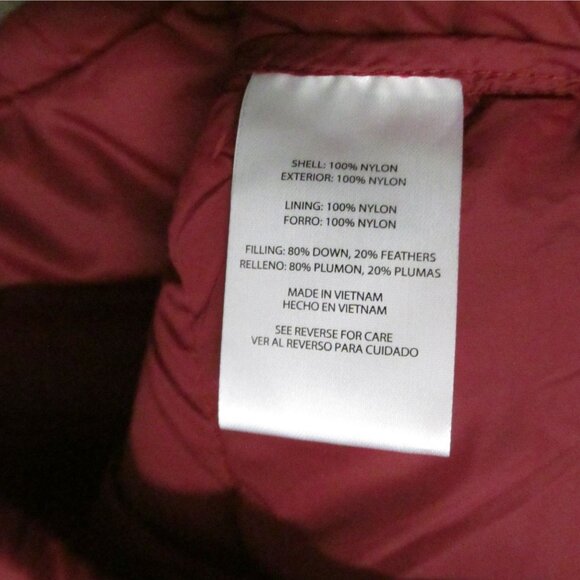 SHELL: 100% NYLON
EXTERIOR: 100% NYLON
LINING: 100% NYLON
FORRO: 100% NYLON
FILLING: 80% DOWN, 20% FEATHERS
RELLENO: 80% PLUMON, 20% PLUMAS
MADE IN VIETNAM
HECHO EN VIETNAM
SEE REVERSE FOR CARE
VER AL REVERSO PARA CUIDADO